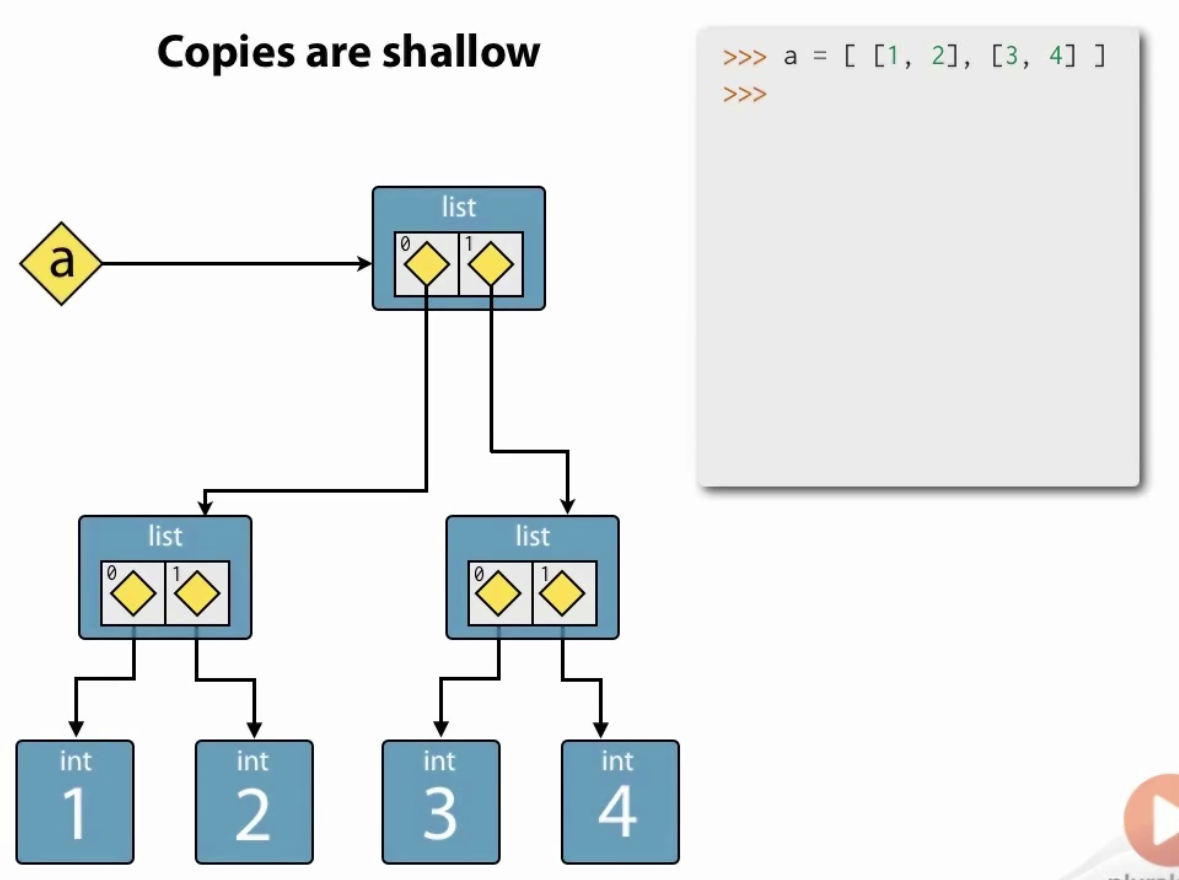 Copies are shallow
>>> a = [ [1, 2], [3, 4] ]
>>>
list
0 1
a
list
0 1
list
0 1
int
1
int
2
int
3
int
4